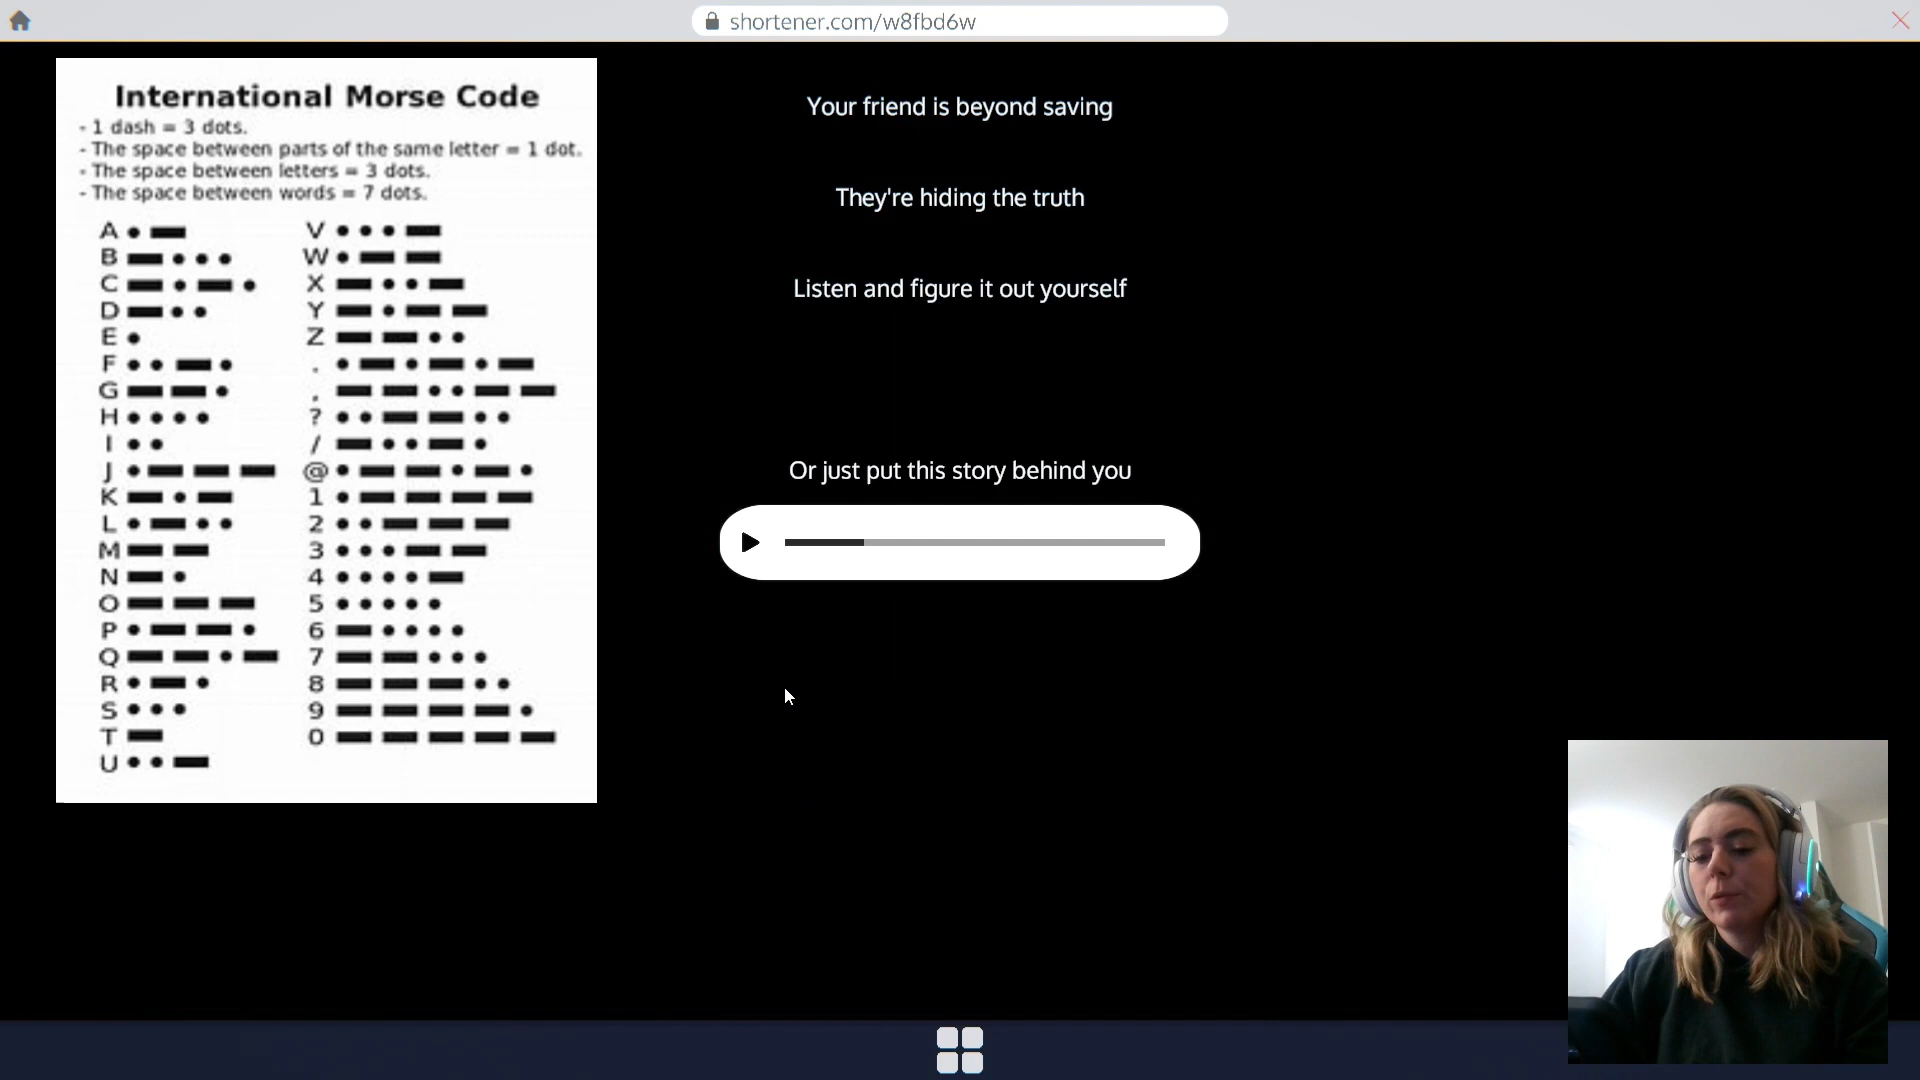 shortener.com/w8fbd6w
International Morse Code
- 1 dash = 3 dots.
- The space between parts of the same letter = 1 dot.
- The space between letters = 3 dots.
- The space between words = 7 dots.
A
B
C
D
E
F
G
H
I
J
K
L
M
N
O
P
Q
R
S
T
U
V
W
X
Y
Z
.
,
?
/
@
1
2
3
4
5
6
7
8
9
0
Your friend is beyond saving
They're hiding the truth
Listen and figure it out yourself
Or just put this story behind you